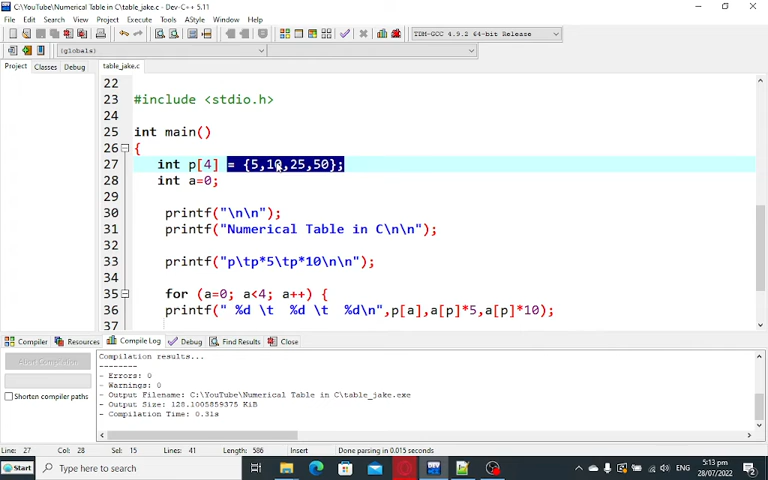 C:\YouTube\Numerical Table in C\table_jake.c - Dev-C++ 5.11
File Edit Search View Project Execute Tools AStyle Window Help
TDM-GCC 4.9.2 64-bit Release
(globals)
Project Classes Debug table_jake.c
22
23 #include <stdio.h>
24
25 int main()
26 {
27 int p[4] = {5,10,25,50};
28 int a=0;
29
30 printf("\n\n");
31 printf("Numerical Table in C\n\n");
32
33 printf("p\tp*5\tp*10\n\n");
34
35 for (a=0; a<4; a++) {
36 printf(" %d \t %d \t %d\n",p[a],a[p]*5,a[p]*10);
37
Compiler Resources Compile Log Debug Find Results Close
Abort Compilation
Shorten compiler paths
Compilation results...
--------
- Errors: 0
- Warnings: 0
- Output Filename: C:\YouTube\Numerical Table in C\table_jake.exe
- Output Size: 128.1005859375 KiB
- Compilation Time: 0.31s
Line: 27 Col: 28 Sel: 15 Lines: 41 Length: 586 Insert Done parsing in 0.015 seconds
Start Type here to search ENG 5:13 pm
28/07/2022
2